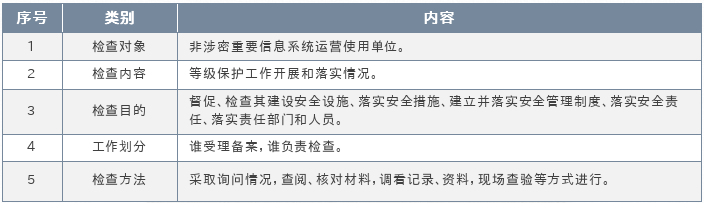 序号 类别 内容
1 检查对象 非涉密重要信息系统运营使用单位。
2 检查内容 等级保护工作开展和落实情况。
3 检查目的 督促、检查其建设安全设施、落实安全措施、建立并落实安全管理制度、落实安全责
任、落实责任部门和人员。
4 工作划分 谁受理备案，谁负责检查。
5 检查方法 采取询问情况，查阅、核对材料，调看记录、资料，现场查验等方式进行。